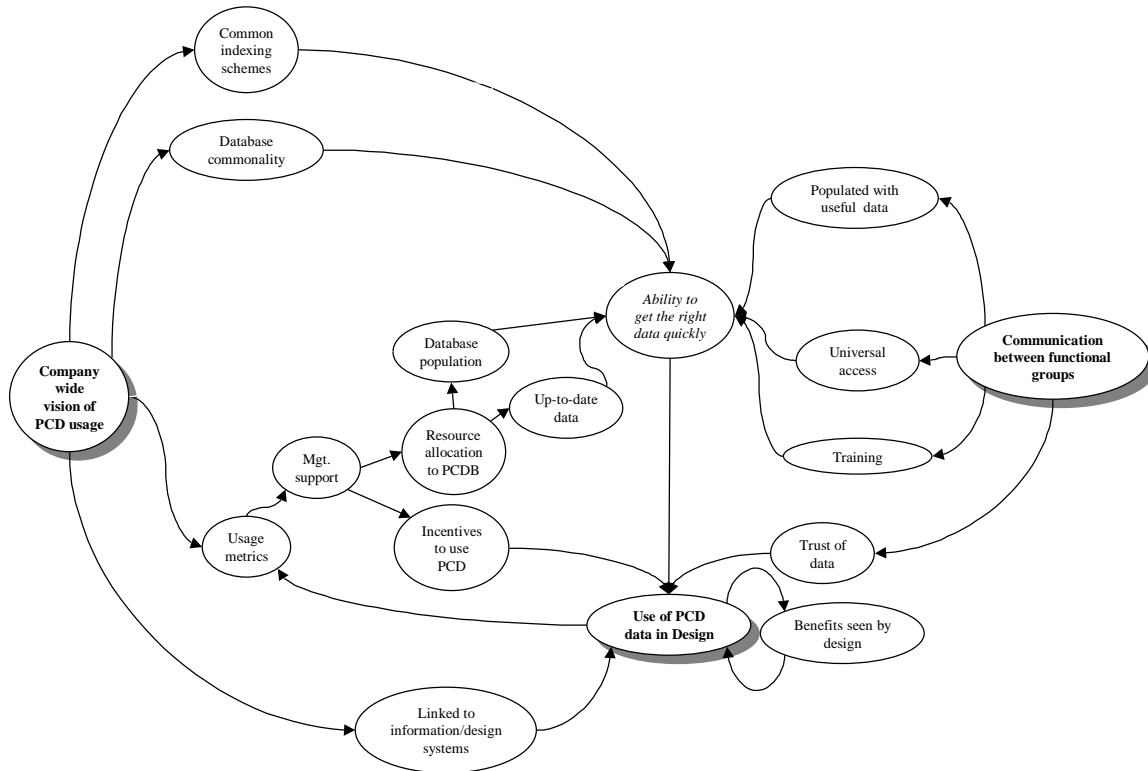 Common
indexing
schemes
Database
commonality
Populated with
useful  data
Ability to
get the right
data quickly
Database
population
Universal
access
Communication
between functional
groups
Company
wide
vision of
PCD usage
Up-to-date
data
Resource
allocation
to PCDB
Mgt.
support
Training
Usage
metrics
Incentives
to use
PCD
Trust of
data
Use of PCD
data in Design
Benefits seen by
design
Linked to
information/design
systems